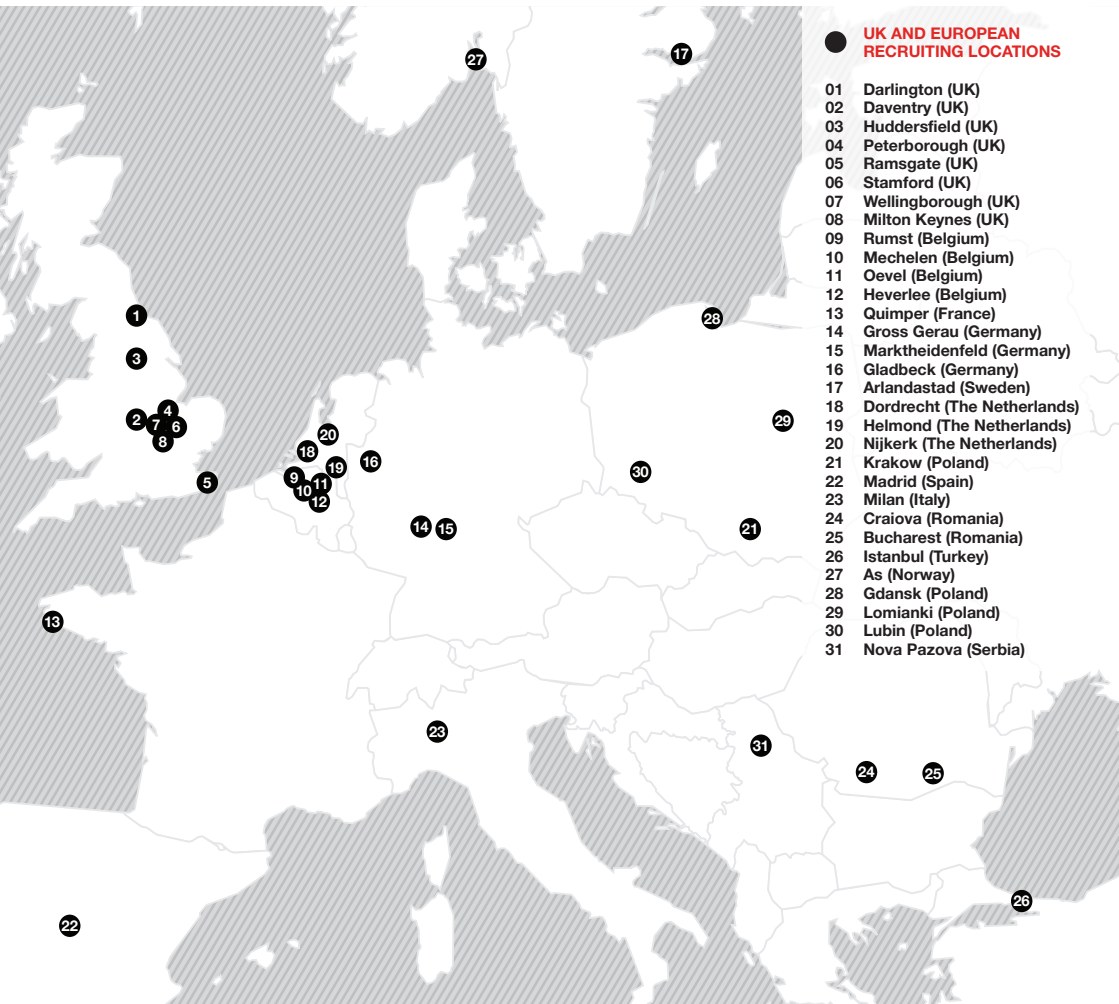 UK AND EUROPEAN
RECRUITING LOCATIONS
01 Darlington (UK)
02 Daventry (UK)
03 Huddersfield (UK)
04 Peterborough (UK)
05 Ramsgate (UK)
06 Stamford (UK)
07 Wellingborough (UK)
08 Milton Keynes (UK)
09 Rumst (Belgium)
10 Mechelen (Belgium)
11 Oevel (Belgium)
12 Heverlee (Belgium)
13 Quimper (France)
14 Gross Gerau (Germany)
15 Marktheidenfeld (Germany)
16 Gladbeck (Germany)
17 Arlandastad (Sweden)
18 Dordrecht (The Netherlands)
19 Helmond (The Netherlands)
20 Nijkerk (The Netherlands)
21 Krakow (Poland)
22 Madrid (Spain)
23 Milan (Italy)
24 Craiova (Romania)
25 Bucharest (Romania)
26 Istanbul (Turkey)
27 As (Norway)
28 Gdansk (Poland)
29 Lomianki (Poland)
30 Lubin (Poland)
31 Nova Pazova (Serbia)
17
27
1
28
3
4
2
7
6
29
20
8
18
16
19
30
9
5
11
10
12
14
15
21
13
23
31
24
25
26
22